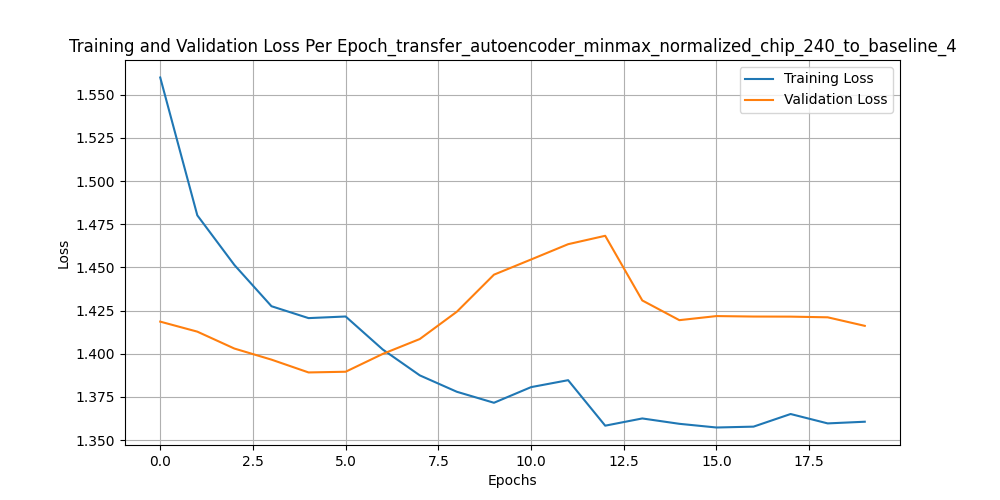 Training and Validation Loss Per Epoch_transfer_autoencoder_minmax_normalized_chip_240_to_baseline_4
Training Loss
Validation Loss
1.550
1.525
1.500
1.475
1.450
1.425
1.400
1.375
1.350
Loss
0.0 2.5 5.0 7.5 10.0 12.5 15.0 17.5
Epochs